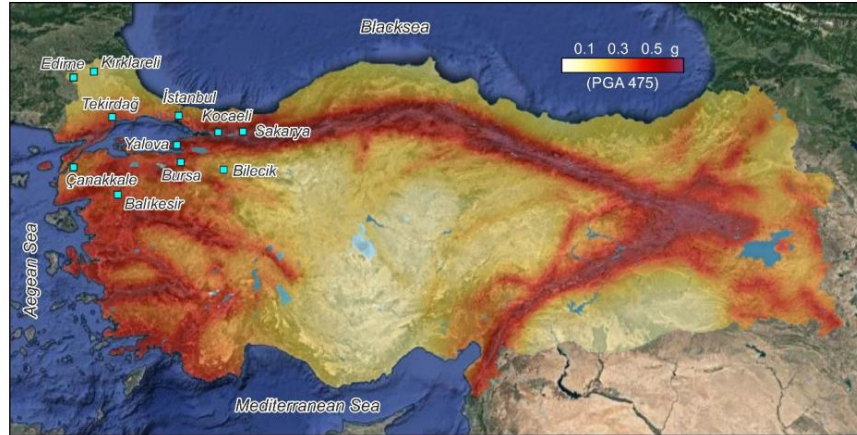 Blacksea
0.1 0.3 0.5 g
(PGA 475)
Edirne
Kırklareli
Tekirdağ
İstanbul
Kocaeli
Sakarya
Yalova
Bursa
Bilecik
Çanakkale
Balıkesir
Aegean Sea
Mediterranean Sea